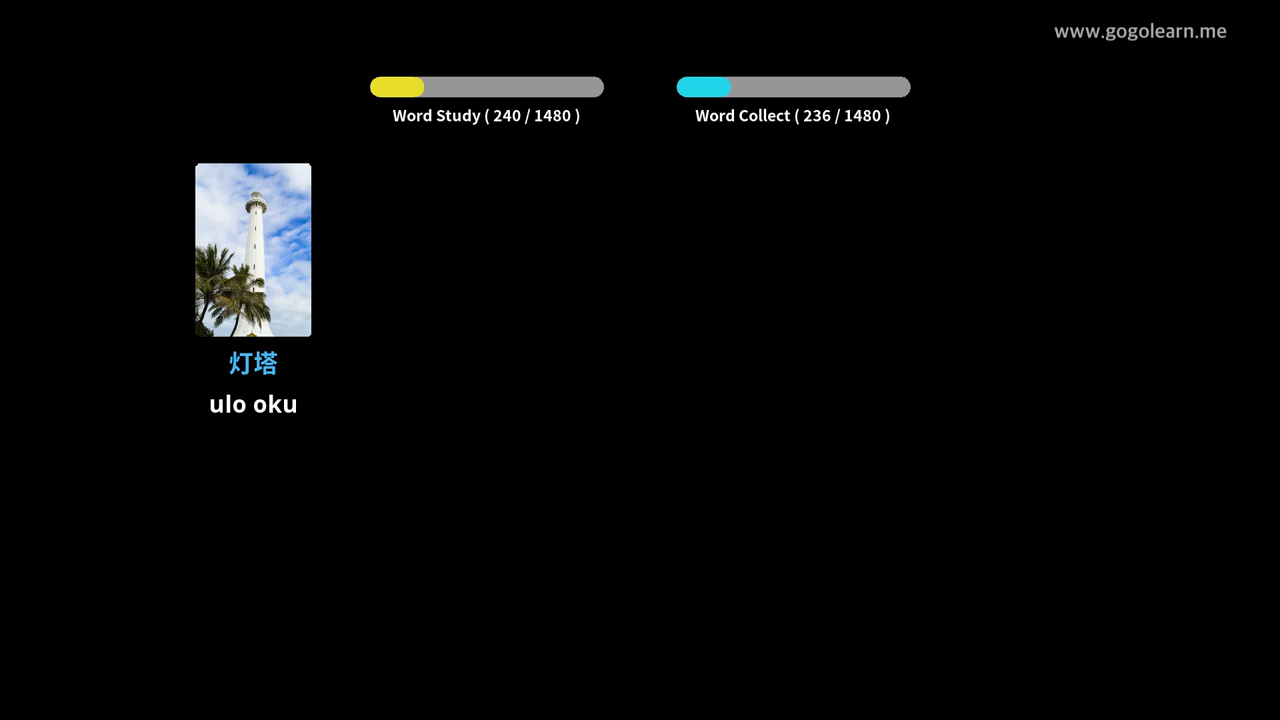 www.gogolearn.me
Word Study ( 240 / 1480 )
Word Collect ( 236 / 1480 )
灯塔
ulo oku